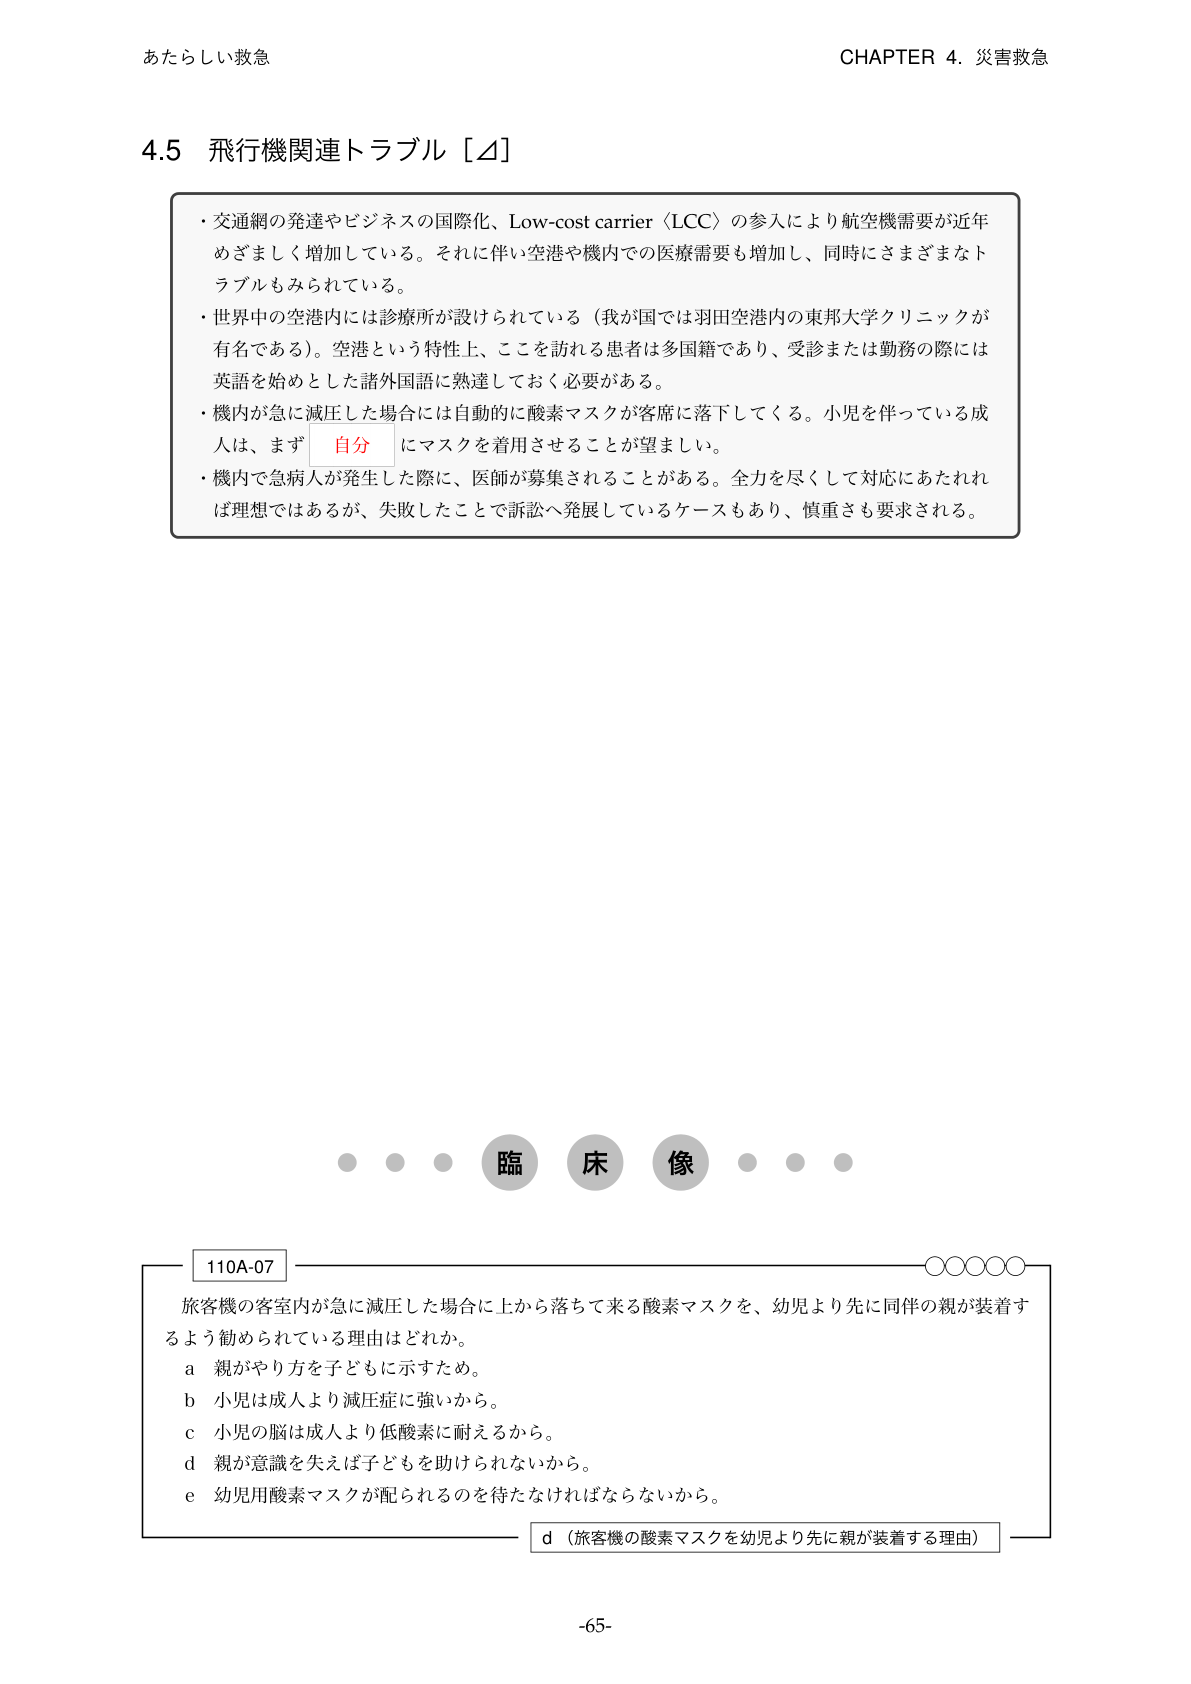 あたらしい救急
CHAPTER 4. 災害救急
4.5 飛行機関連トラブル［⊿］
・交通網の発達やビジネスの国際化、Low-cost carrier〈LCC〉の参入により航空機需要が近年
めざましく増加している。それに伴い空港や機内での医療需要も増加し、同時にさまざまなト
ラブルもみられている。
・世界中の空港内には診療所が設けられている（我が国では羽田空港内の東邦大学クリニックが
有名である）。空港という特性上、ここを訪れる患者は多国籍であり、受診または勤務の際には
英語を始めとした諸外国語に熟達しておく必要がある。
・機内が急に減圧した場合には自動的に酸素マスクが客席に落下してくる。小児を伴っている成
人は、まず 自分 にマスクを着用させることが望ましい。
・機内で急病人が発生した際に、医師が募集されることがある。全力を尽くして対応にあたれれ
ば理想ではあるが、失敗したことで訴訟へ発展しているケースもあり、慎重さも要求される。
臨 床 像
110A-07
旅客機の客室内が急に減圧した場合に上から落ちて来る酸素マスクを、幼児より先に同伴の親が装着す
るよう勧められている理由はどれか。
a 親がやり方を子どもに示すため。
b 小児は成人より減圧症に強いから。
c 小児の脳は成人より低酸素に耐えるから。
d 親が意識を失えば子どもを助けられないから。
e 幼児用酸素マスクが配られるのを待たなければならないから。
d （旅客機の酸素マスクを幼児より先に親が装着する理由）
-65-